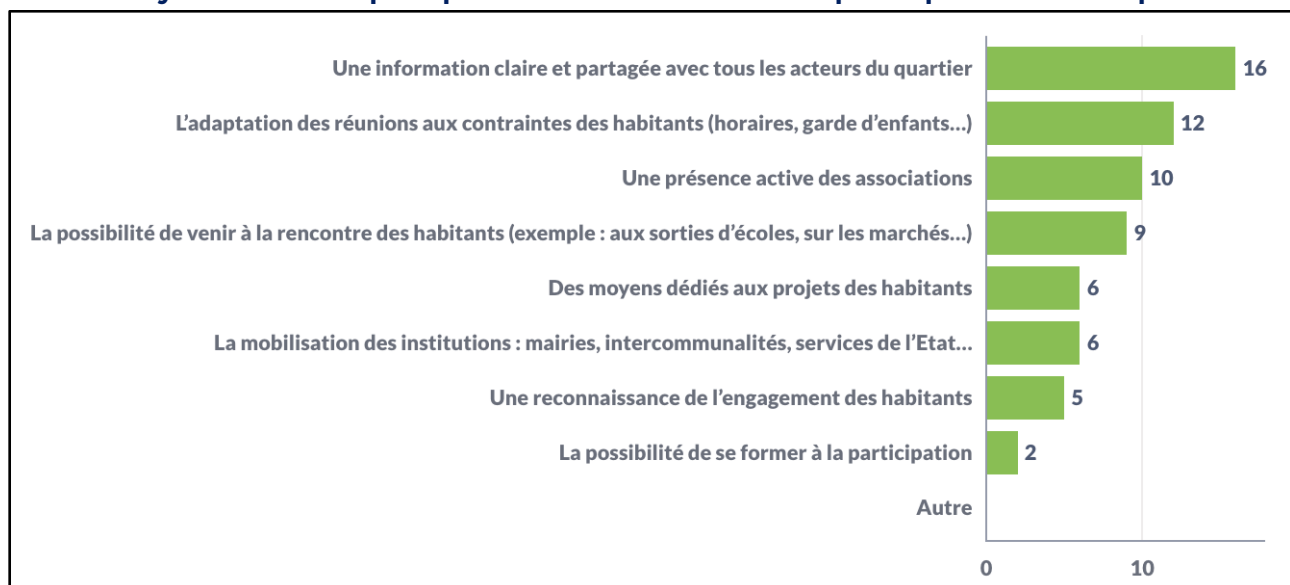 Une information claire et partagée avec tous les acteurs du quartier 16
L’adaptation des réunions aux contraintes des habitants (horaires, garde d’enfants…) 12
Une présence active des associations 10
La possibilité de venir à la rencontre des habitants (exemple : aux sorties d’écoles, sur les marchés…) 9
Des moyens dédiés aux projets des habitants 6
La mobilisation des institutions : mairies, intercommunalités, services de l’Etat… 6
Une reconnaissance de l’engagement des habitants 5
La possibilité de se former à la participation 2
Autre
0 10